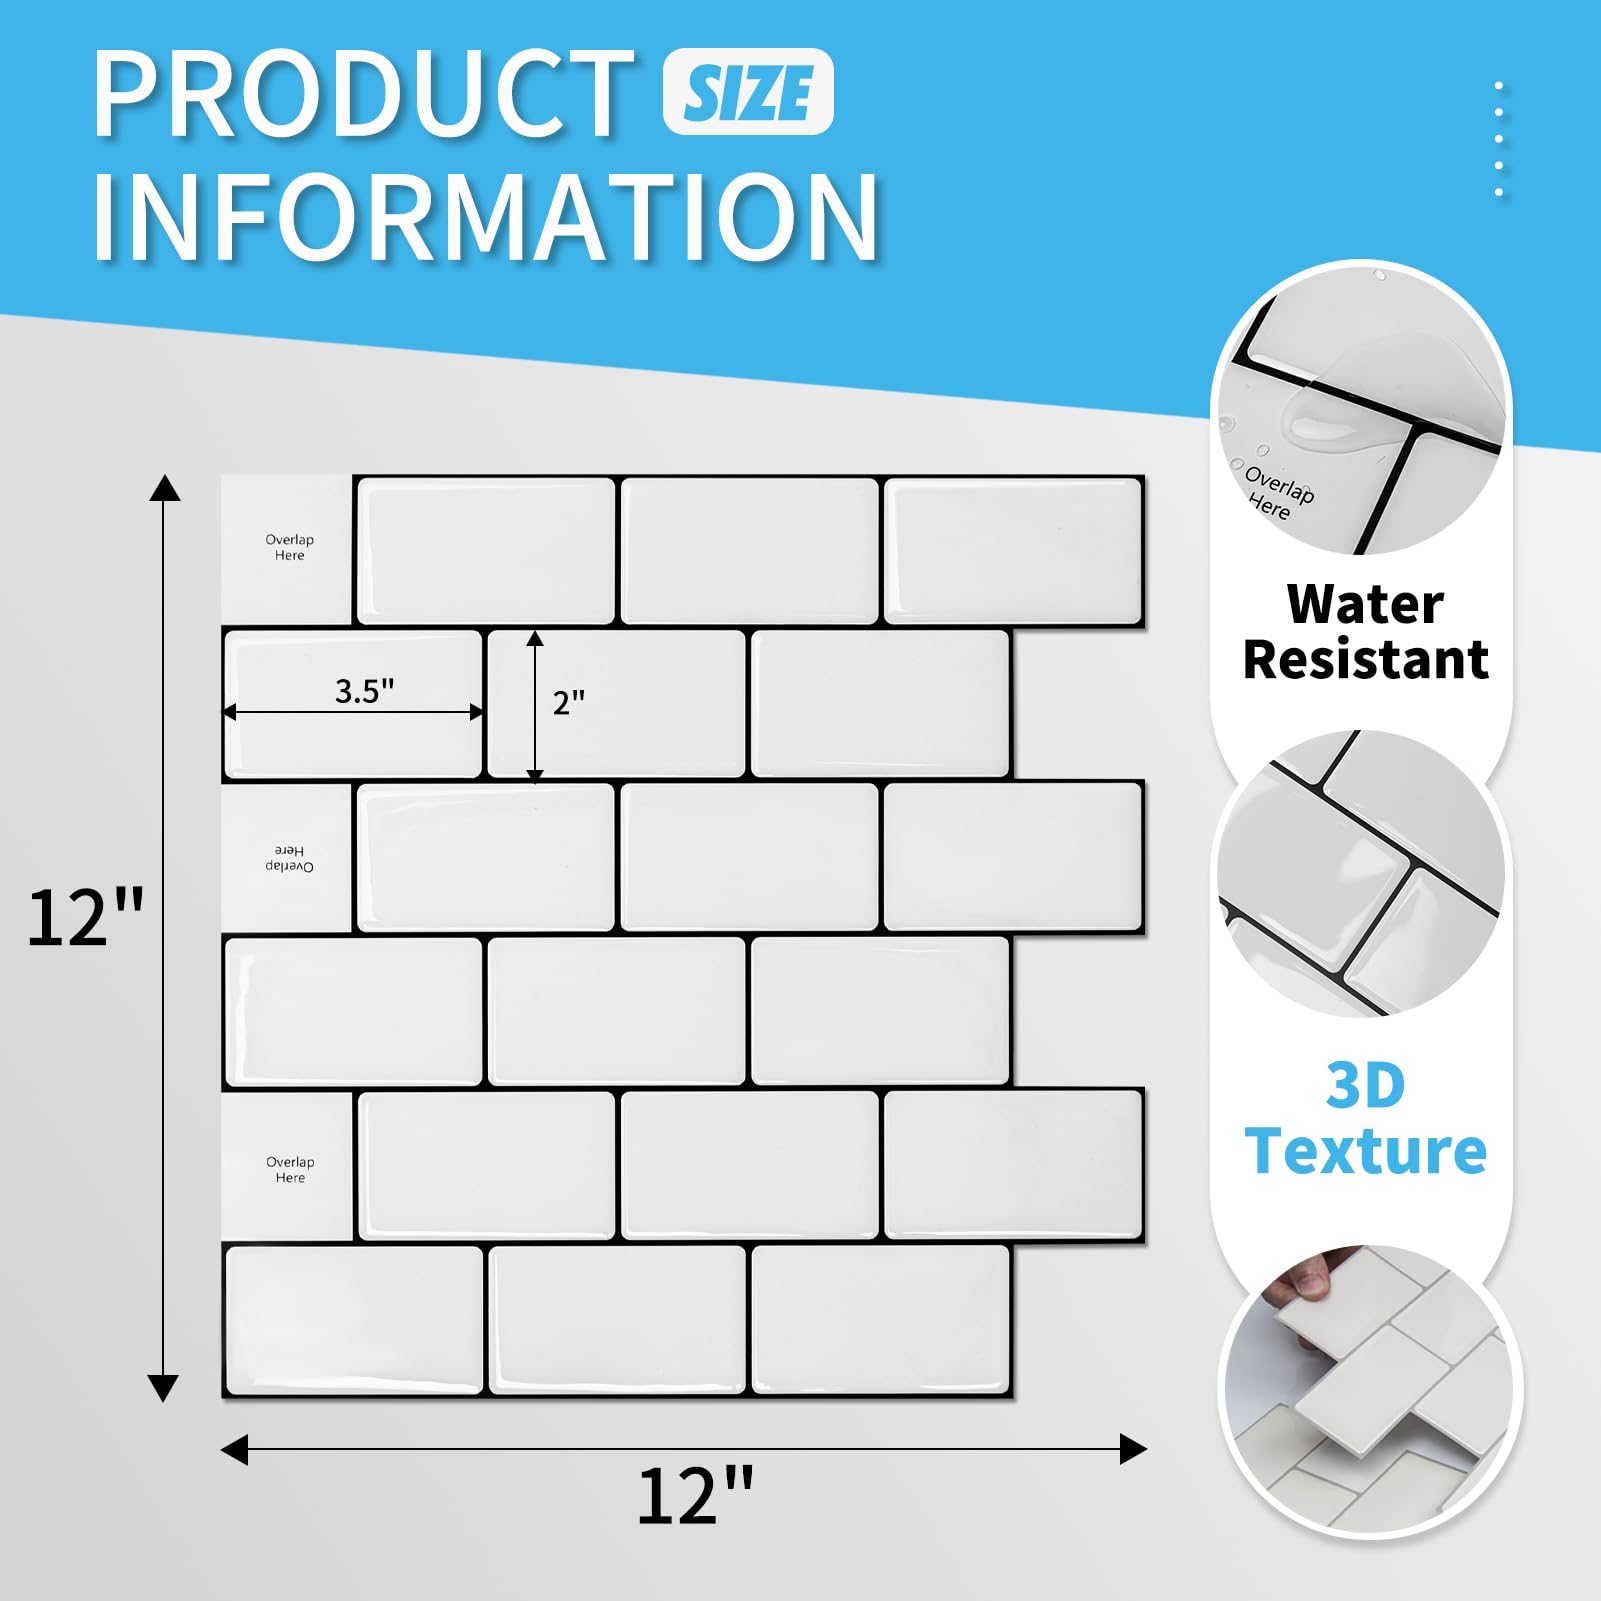 PRODUCT SIZE
INFORMATION
Overlap
Here
Overlap
Here
Water
Resistant
3.5"
2"
Overlap
Here
12"
3D
Texture
Overlap
Here
12"